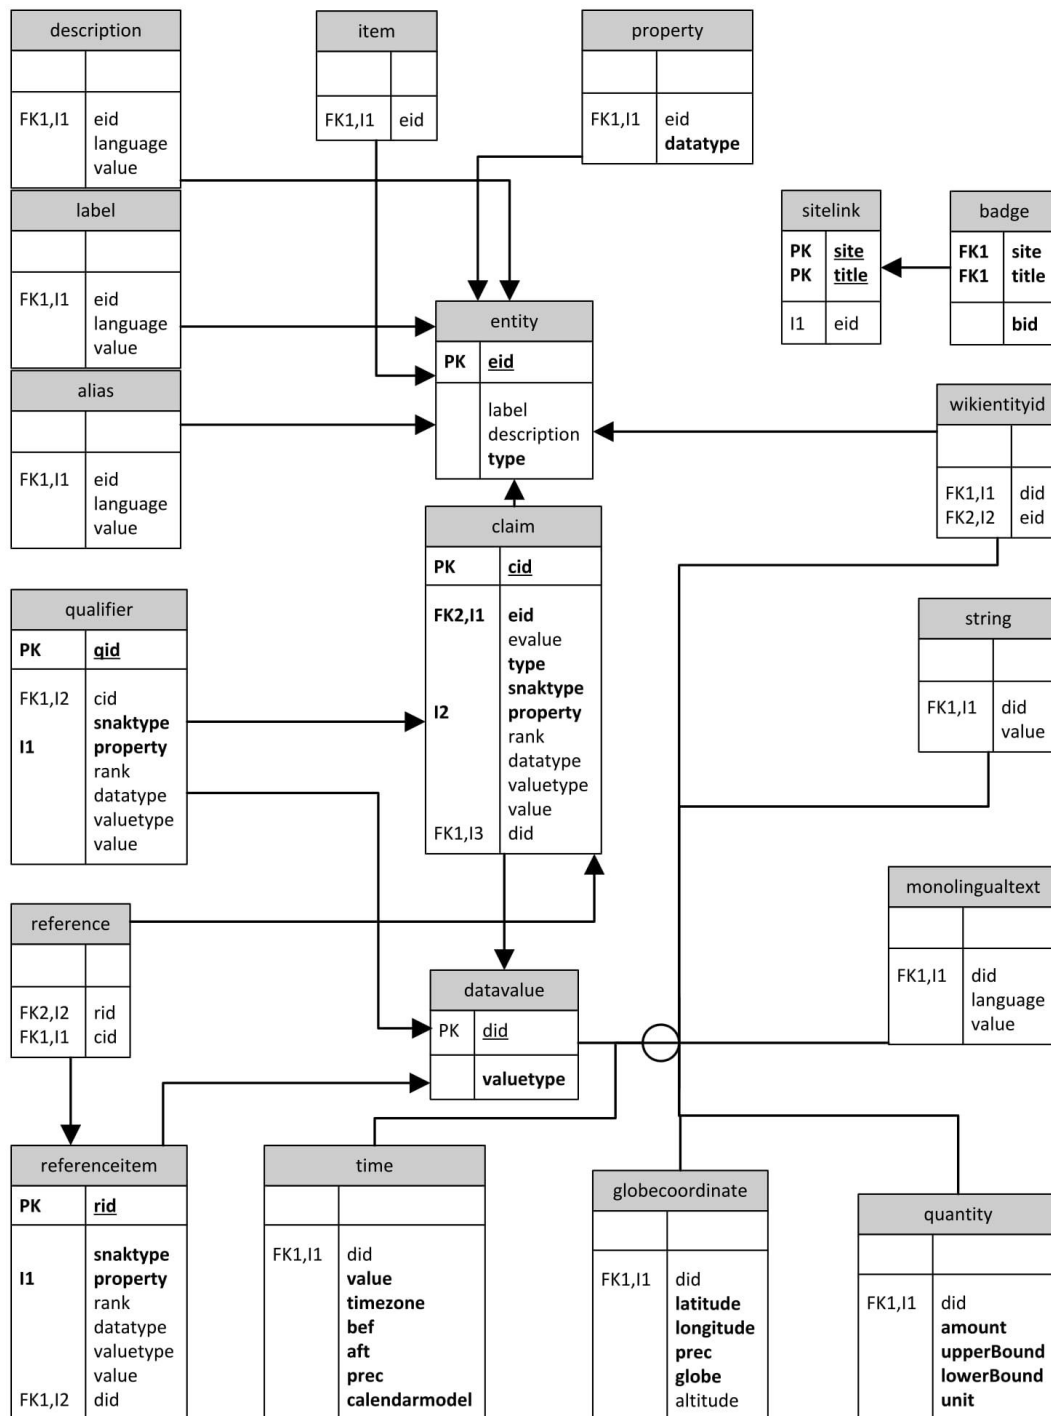 description
FK1,I1 eid
language
value
item
FK1,I1 eid
property
FK1,I1 eid
datatype
label
FK1,I1 eid
language
value
sitelink
PK site
PK title
I1 eid
badge
FK1 site
FK1 title
bid
entity
PK eid
label
description
type
alias
FK1,I1 eid
language
value
wikientityid
FK1,I1 did
FK2,I2 eid
claim
PK cid
FK2,I1 eid
evalue
type
snaktype
I2 property
rank
datatype
valuetype
value
FK1,I3 did
qualifier
PK qid
FK1,I2 cid
snaktype
I1 property
rank
datatype
valuetype
value
string
FK1,I1 did
value
monolingualtext
FK1,I1 did
language
value
reference
FK2,I2 rid
FK1,I1 cid
datavalue
PK did
valuetype
referenceitem
PK rid
snaktype
I1 property
rank
datatype
valuetype
value
FK1,I2 did
time
FK1,I1 did
value
timezone
bef
aft
prec
calendarmodel
globecoordinate
FK1,I1 did
latitude
longitude
prec
globe
altitude
quantity
FK1,I1 did
amount
upperBound
lowerBound
unit